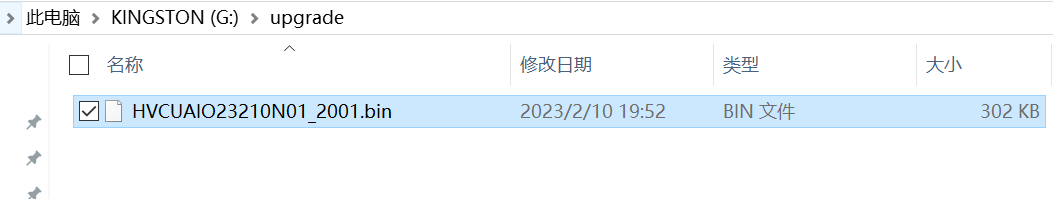 此电脑 > KINGSTON (G:) > upgrade
名称 修改日期 类型 大小
HVCUAIO23210N01_2001.bin 2023/2/10 19:52 BIN 文件 302 KB